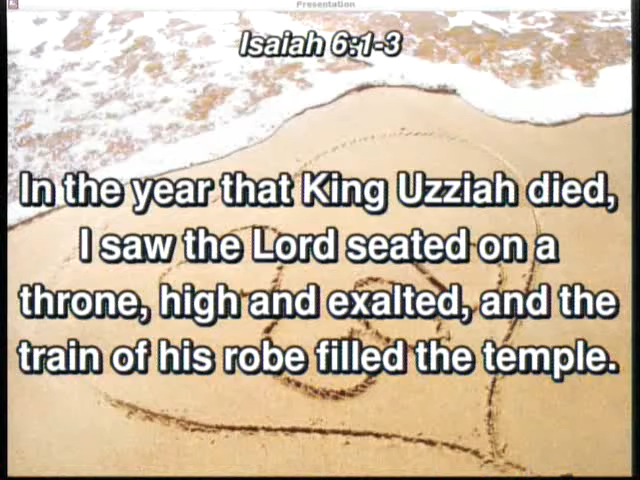 Presentation
Isaiah 6:1-3
In the year that King Uzziah died,
I saw the Lord seated on a
throne, high and exalted, and the
train of his robe filled the temple.